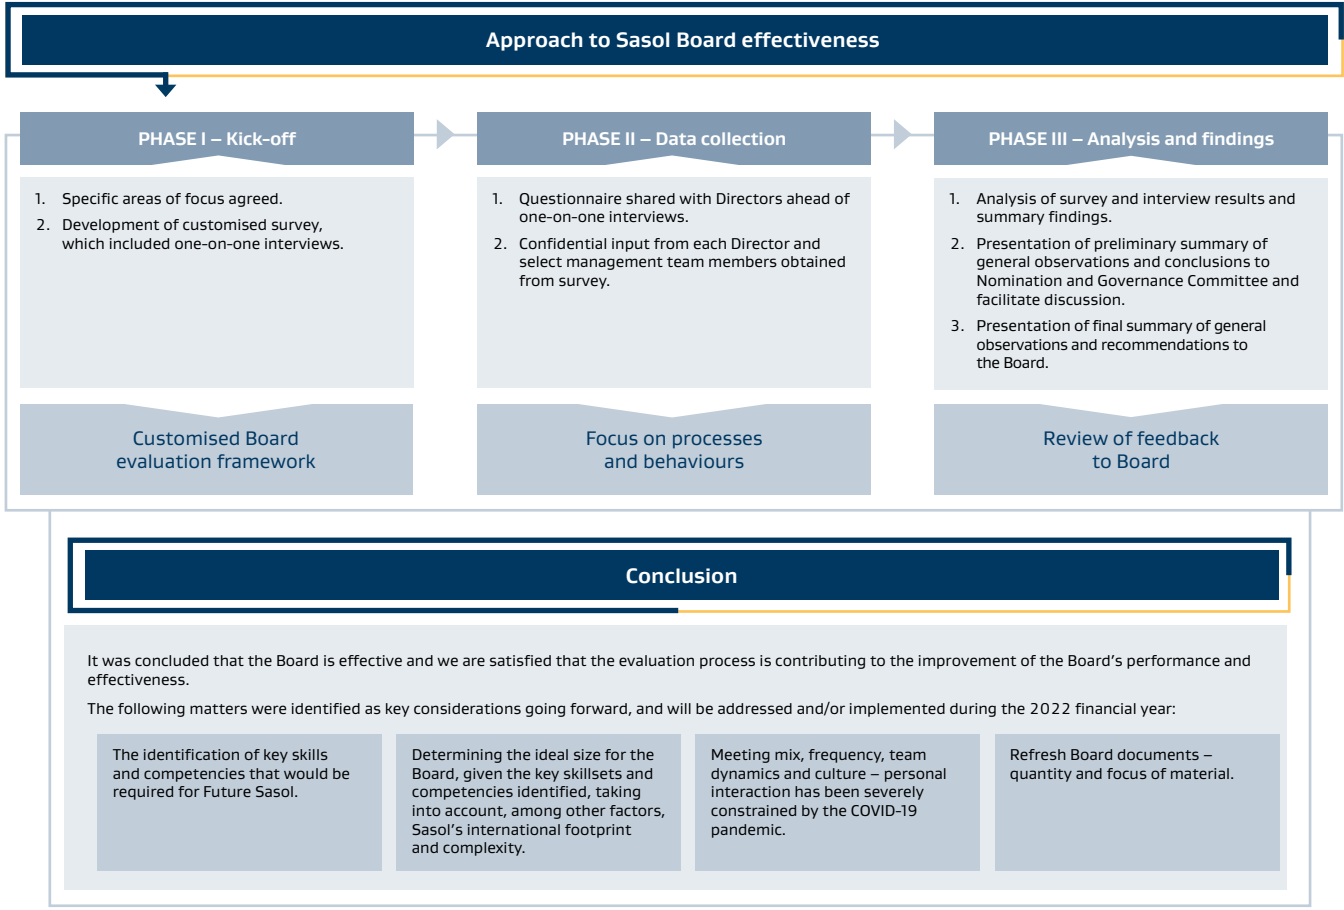 Approach to Sasol Board effectiveness
PHASE I – Kick-off
1. Specific areas of focus agreed.
2. Development of customised survey,
which included one-on-one interviews.
Customised Board
evaluation framework
PHASE II – Data collection
1. Questionnaire shared with Directors ahead of
one-on-one interviews.
2. Confidential input from each Director and
select management team members obtained
from survey.
Focus on processes
and behaviours
PHASE III – Analysis and findings
1. Analysis of survey and interview results and
summary findings.
2. Presentation of preliminary summary of
general observations and conclusions to
Nomination and Governance Committee and
facilitate discussion.
3. Presentation of final summary of general
observations and recommendations to
the Board.
Review of feedback
to Board
Conclusion
It was concluded that the Board is effective and we are satisfied that the evaluation process is contributing to the improvement of the Board's performance and
effectiveness.
The following matters were identified as key considerations going forward, and will be addressed and/or implemented during the 2022 financial year:
The identification of key skills
and competencies that would be
required for Future Sasol.
Determining the ideal size for the
Board, given the key skillsets and
competencies identified, taking
into account, among other factors,
Sasol's international footprint
and complexity.
Meeting mix, frequency, team
dynamics and culture – personal
interaction has been severely
constrained by the COVID-19
pandemic.
Refresh Board documents –
quantity and focus of material.